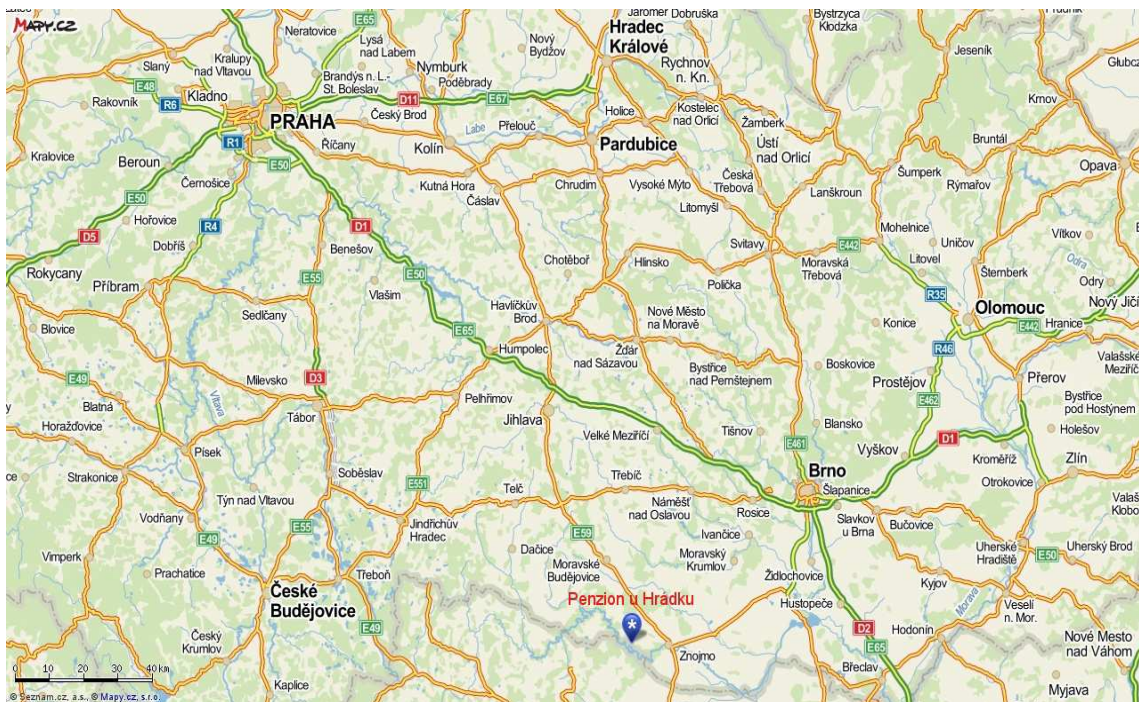 MAPY.CZ
E65
Neratovice
Lysá
nad Labem
Nový
Bydžov
Jaroměř
Dobruška
Hradec
Králové
Bystrzyca
Kłodzka
Jeseník
Slaný
Kralupy
nad Vltavou
Brandýs n. L.-
St. Boleslav
Nymburk
Poděbrady
Rychnov
n. Kn.
Krnov
E48
Kladno
R6
D11
E67
Rakovník
Český Brod
Labe
Přelouč
Holice
Kostelec
nad Orlicí
Žamberk
PRAHA
R1
Říčany
Kolín
Pardubice
Ústí
nad Orlicí
Bruntál
Kralovice
Beroun
E50
Opava
Černošice
Kutná Hora
Čáslav
Chrudim
Vysoké Mýto
Česká
Třebová
Lanškroun
Šumperk
Rýmařov
E50
Hořovice
R4
D1
Litomyšl
Mohelnice
D5
Dobříš
Benešov
Svitavy
E442
Uničov
Vítkov
Rokycany
E55
E50
Chotěboř
Hlinsko
Moravská
Třebová
Litovel
Šternberk
Odra
Příbram
Vlašim
Polička
R35
Odry
Sedlčany
Havlíčkův
Brod
Nové Město
na Moravě
Olomouc
Nový Jičí
Blovice
E65
Konice
E442
Hranice
Humpolec
Žďár
nad Sázavou
R46
Valašské
Meziříč
E49
Milevsko
D3
Bystřice
nad Pernštejnem
Boskovice
Prostějov
Přerov
Blatná
Vltava
Tábor
Pelhřimov
E462
Bystřice
pod Hostýnem
Horažďovice
Jihlava
Velké Meziříčí
Tišnov
E461
Blansko
Holešov
Písek
Vyškov
D1
Kroměříž
Strakonice
Soběslav
Brno
Zlín
E551
Telč
Třebíč
Šlapanice
Otrokovice
Týn nad Vltavou
Náměšť
nad Oslavou
Rosice
Valaš
Klobo
Vodňany
E55
Jindřichův
Hradec
E59
Ivančice
Slavkov
u Brna
Bučovice
E49
Uherské
Hradiště
E50
Uherský Brod
Vimperk
Dačice
Moravské
Budějovice
Moravský
Krumlov
Prachatice
Třeboň
Židlochovice
Kyjov
České
Budějovice
Penzion u Hrádku
Hustopeče
Morava
Veselí
n. Mor.
E49
D2
Hodonín
Český
Krumlov
Znojmo
E65
Nové Mesto
nad Váhom
0 10 20 30 40 km
Kaplice
Břeclav
Myjava
© Seznam.cz, a.s., © Mapy.cz, s.r.o.